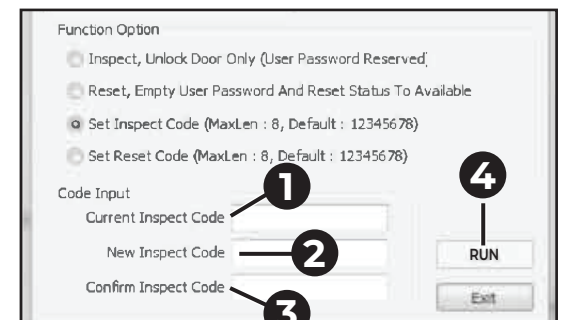 Function Option
Inspect, Unlock Door Only (User Password Reserved)
Reset, Empty User Password And Reset Status To Available
Set Inspect Code (MaxLen : 8, Default : 12345678)
Set Reset Code (MaxLen : 8, Default : 12345678)
Code Input
1
4
Current Inspect Code
New Inspect Code
2
RUN
Confirm Inspect Code
3
Exit